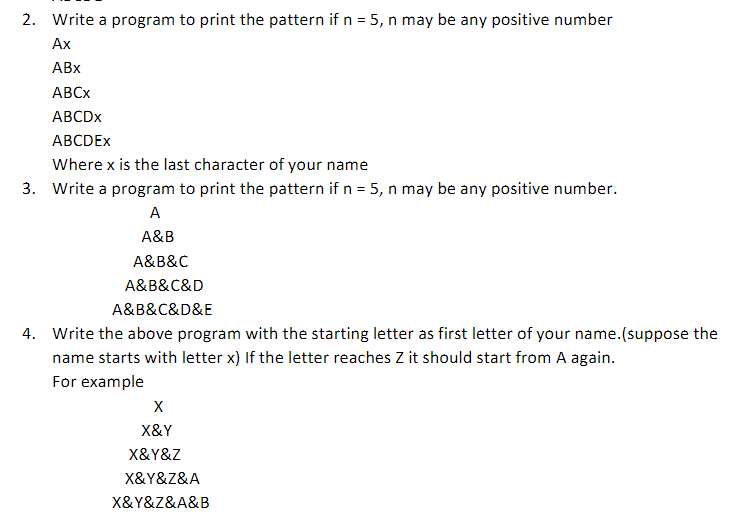 2. Write a program to print the pattern if n = 5, n may be any positive number
Ax
ABx
ABCx
ABCDx
ABCDEx
Where x is the last character of your name
3. Write a program to print the pattern if n = 5, n may be any positive number.
A
A&B
A&B&C
A&B&C&D
A&B&C&D&E
4. Write the above program with the starting letter as first letter of your name.(suppose the
name starts with letter x) If the letter reaches Z it should start from A again.
For example
X
X&Y
X&Y&Z
X&Y&Z&A
X&Y&Z&A&B